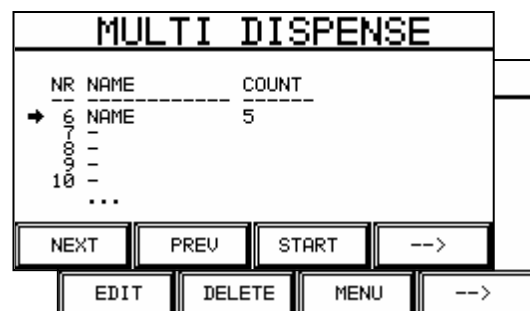 MULTI DISPENSE
NR NAME COUNT
6 NAME 5
7 -
8 -
9 -
10 -
...
NEXT PREV START -->
EDIT DELETE MENU -->